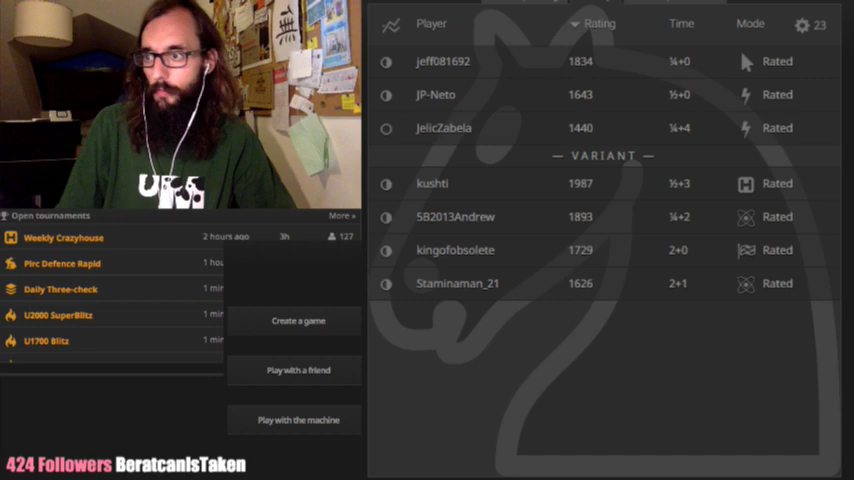 無
Player Rating Time Mode 23
jeff081692 1834 ¼+0 Rated
JP-Neto 1643 ½+0 Rated
JelicZabela 1440 ¼+4 Rated
— VARIANT —
kushti 1987 ½+3 Rated
5B2013Andrew 1893 ¼+2 Rated
kingofobsolete 1729 2+0 Rated
Staminaman_21 1626 2+1 Rated
Open tournaments More »
Weekly Crazyhouse 2 hours ago 3h 127
Pirc Defence Rapid 1 hou
Daily Three-check 1 min
U2000 SuperBlitz 1 min
U1700 Blitz 1 min
Create a game
Play with a friend
Play with the machine
424 Followers BeratcanIsTaken